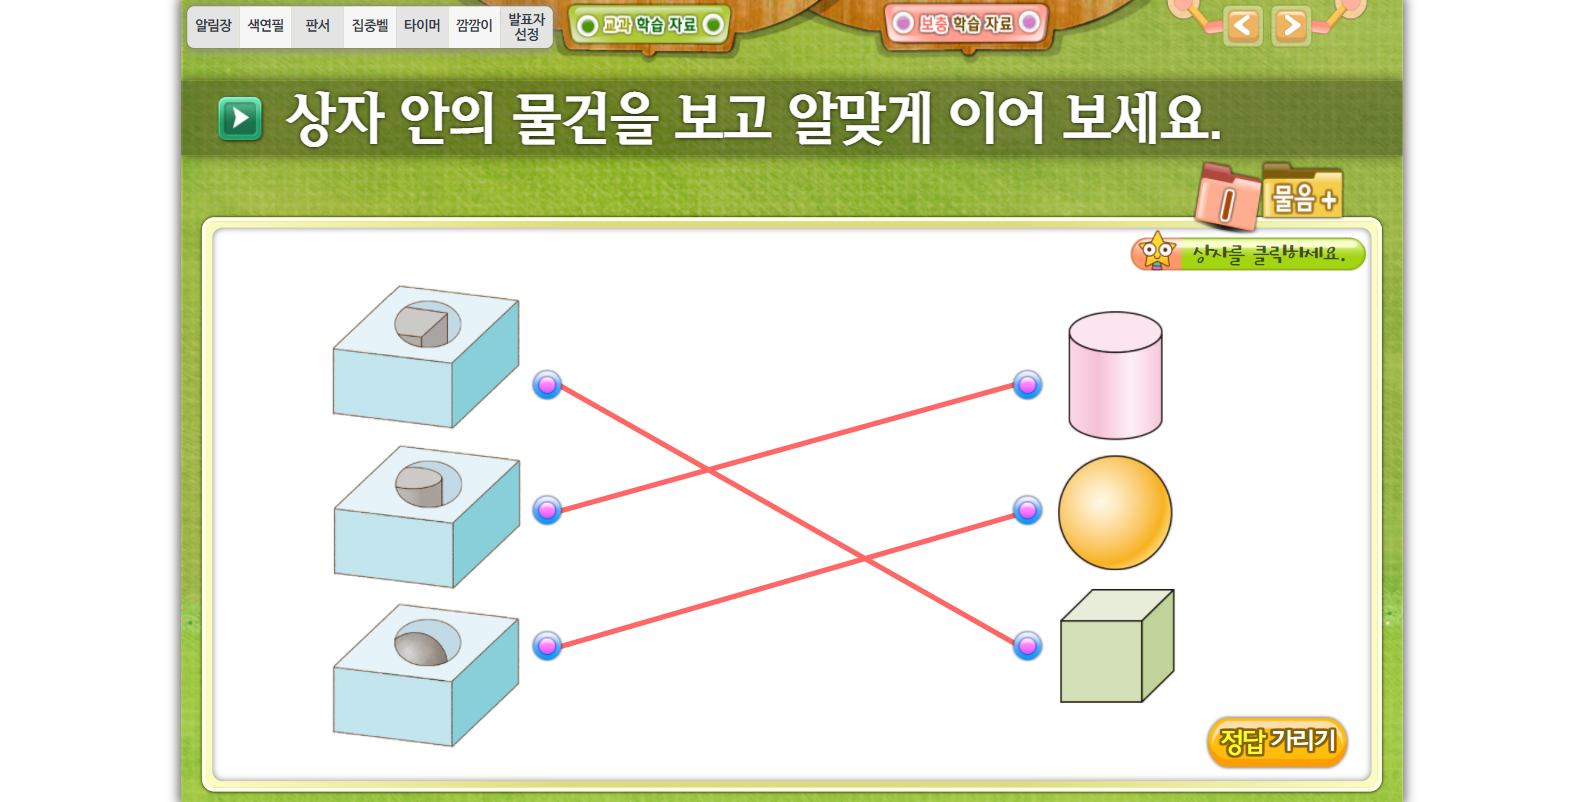 알림장 색연필 판서 집중벨 타이머 깜깜이 발표자 선정
교과 학습 자료
보충 학습 자료
상자 안의 물건을 보고 알맞게 이어 보세요.
1 물음+
상자를 클릭하세요.
정답 가리기